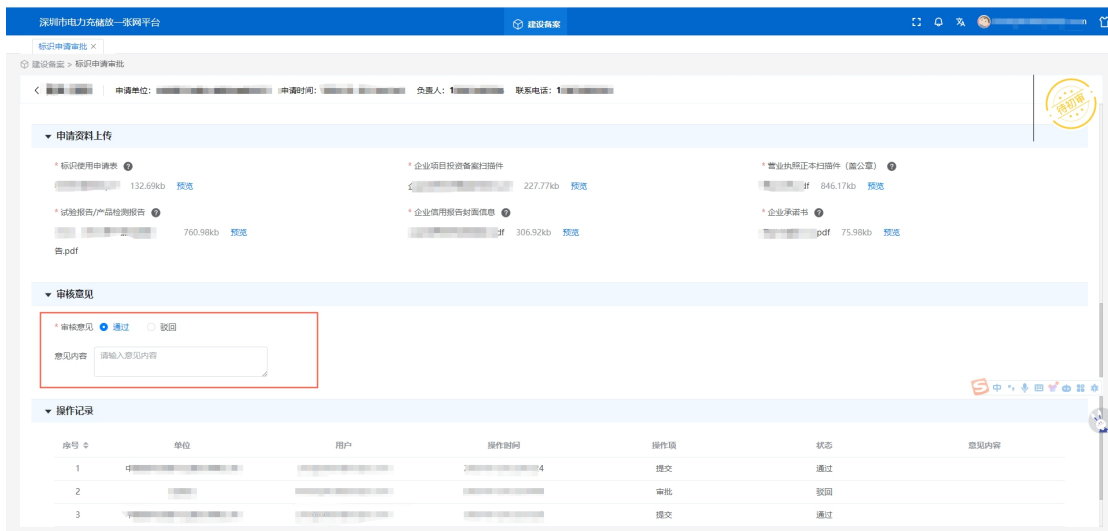 深圳市电力充储放一张网平台 建设备案
标识申请审批 ×
建设备案 > 标识申请审批
申请单位： 申请时间： 负责人：1 联系电话：1
待初审
申请资料上传
* 标识使用申请表 * 企业项目投资备案扫描件 * 营业执照正本扫描件（盖公章）
132.69kb 预览 227.77kb 预览 846.17kb 预览
* 试验报告/产品检测报告 * 企业信用报告封面信息 * 企业承诺书
760.98kb 预览 df 306.92kb 预览 pdf 75.98kb 预览
告.pdf
审核意见
* 审核意见 通过 驳回
意见内容 请输入意见内容
中
操作记录
序号 单位 用户 操作时间 操作项 状态 意见内容
1 提交 通过
2 审批 驳回
3 提交 通过